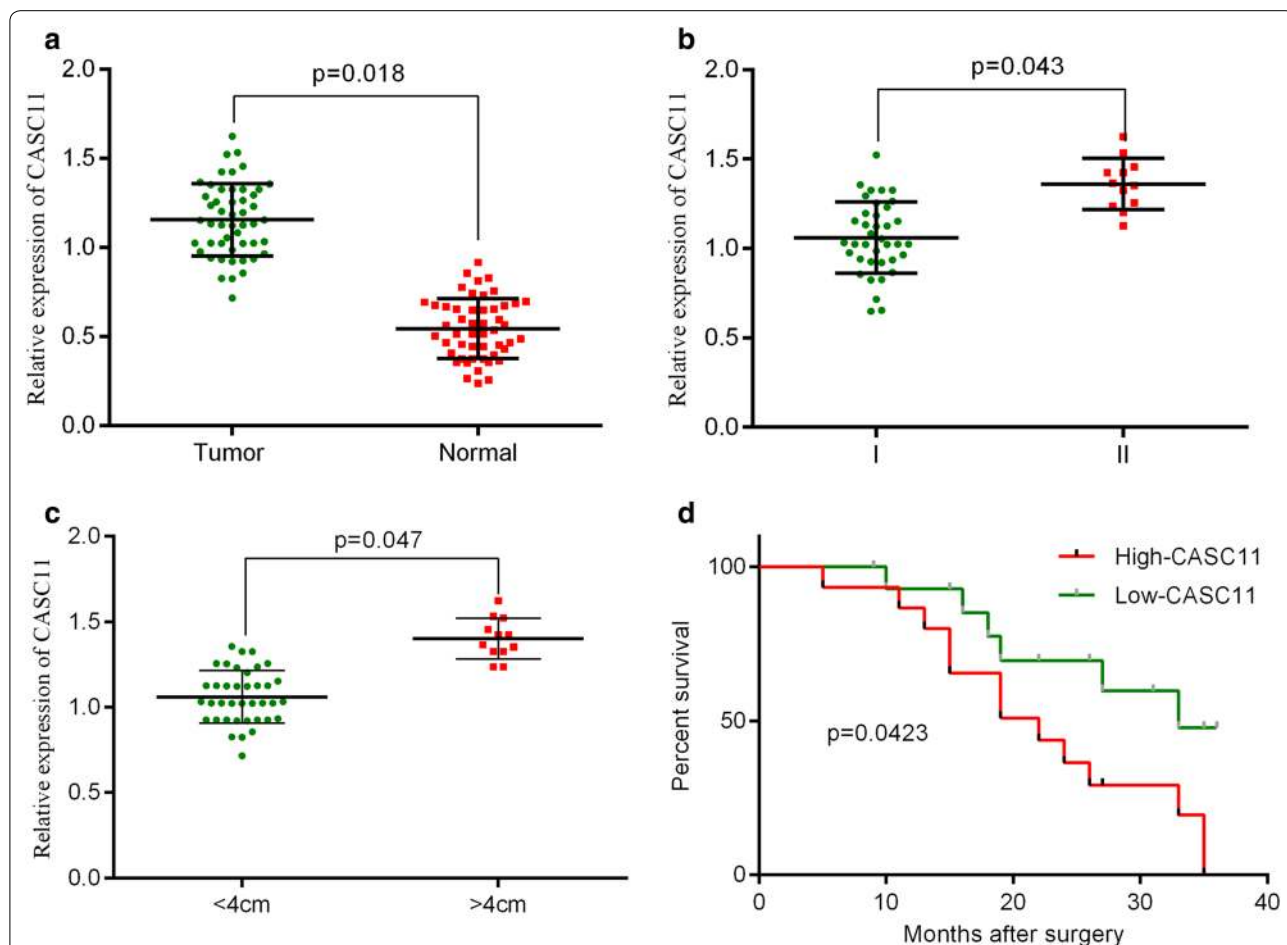 a
p=0.018
Relative expression of CASC11
2.0
1.5
1.0
0.5
0.0
Tumor
Normal
b
p=0.043
Relative expression of CASC11
2.0
1.5
1.0
0.5
0.0
I
II
c
p=0.047
Relative expression of CASC11
2.0
1.5
1.0
0.5
0.0
<4cm
>4cm
d
High-CASC11
Low-CASC11
p=0.0423
Percent survival
100
50
0
0
10
20
30
40
Months after surgery